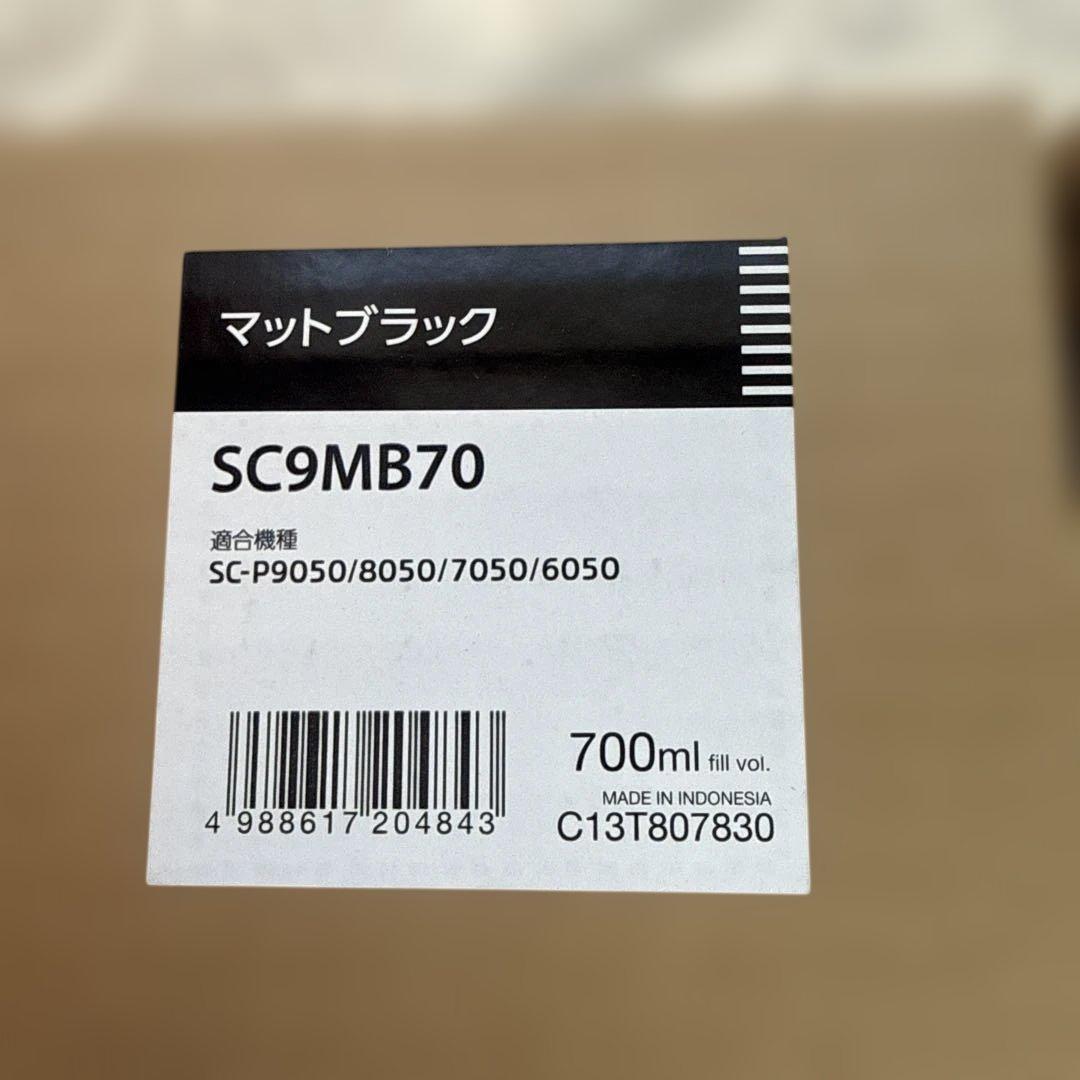 マットブラック
SC9MB70
適合機種
SC-P9050/8050/7050/6050
700ml fill vol.
MADE IN INDONESIA
C13T807830
4 988617 204843